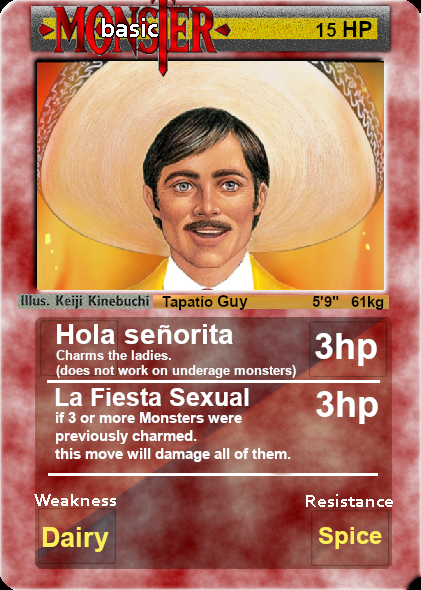 MONSTER
basic
15 HP
Illus. Keiji Kinebuchi Tapatío Guy 5'9" 61kg
Hola señorita
3hp
Charms the ladies.
(does not work on underage monsters)
La Fiesta Sexual
3hp
if 3 or more Monsters were
previously charmed.
this move will damage all of them.
Weakness Resistance
Dairy Spice